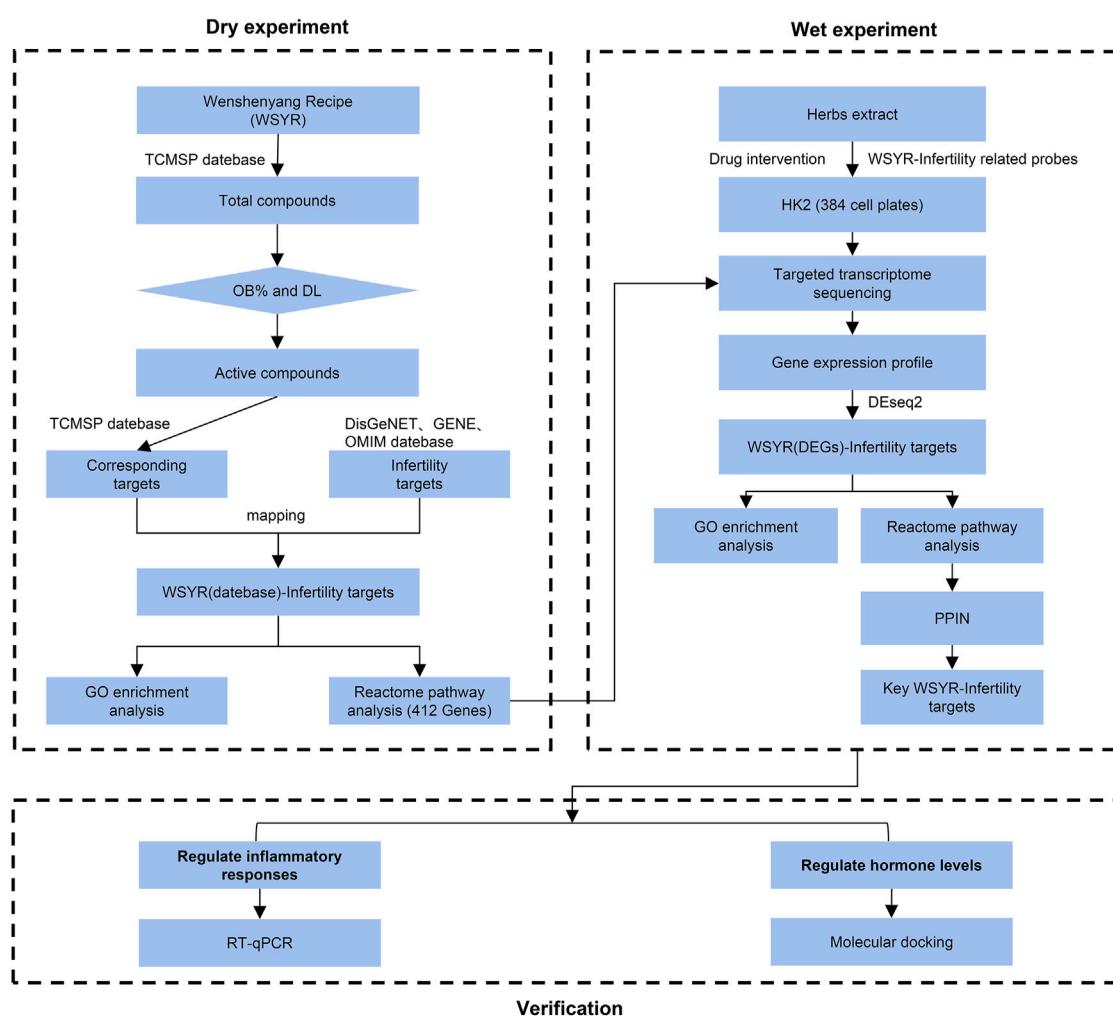 Dry experiment
Wenshenyang Recipe
(WSYR)
TCMSP datebase
Total compounds
OB% and DL
Active compounds
TCMSP datebase
DisGeNET、GENE、
OMIM datebase
Corresponding
targets
Infertility
targets
mapping
WSYR(datebase)-Infertility targets
GO enrichment
analysis
Reactome pathway
analysis (412 Genes)
Wet experiment
Herbs extract
Drug intervention
WSYR-Infertility related probes
HK2 (384 cell plates)
Targeted transcriptome
sequencing
Gene expression profile
DEseq2
WSYR(DEGs)-Infertility targets
GO enrichment
analysis
Reactome pathway
analysis
PPIN
Key WSYR-Infertility
targets
Regulate inflammatory
responses
RT-qPCR
Regulate hormone levels
Molecular docking
Verification